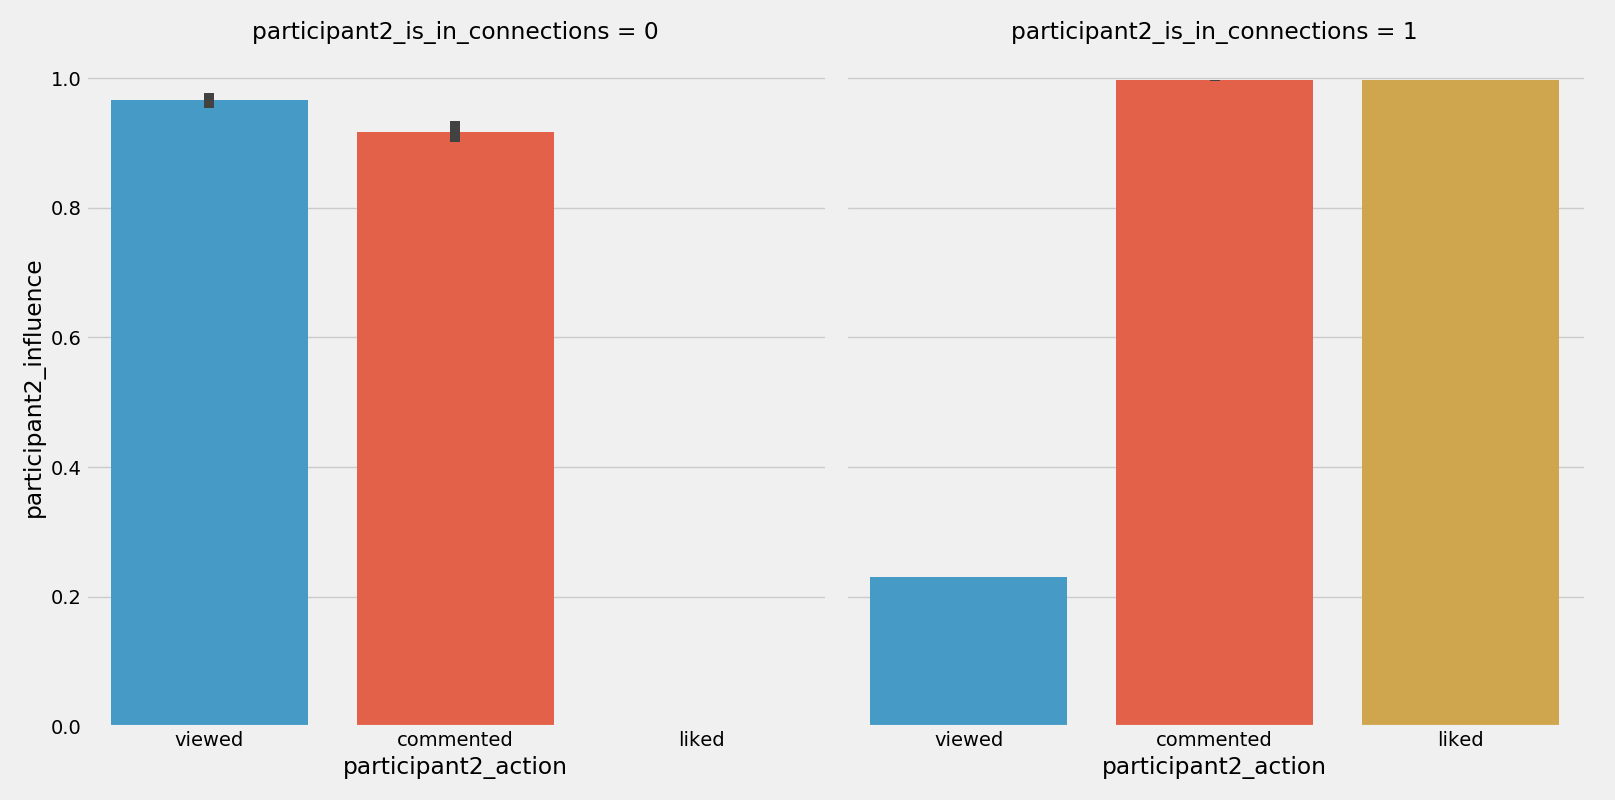 participant2_is_in_connections = 0
participant2_is_in_connections = 1
participant2_influence
1.0
0.8
0.6
0.4
0.2
0.0
viewed commented liked
viewed commented liked
participant2_action
participant2_action